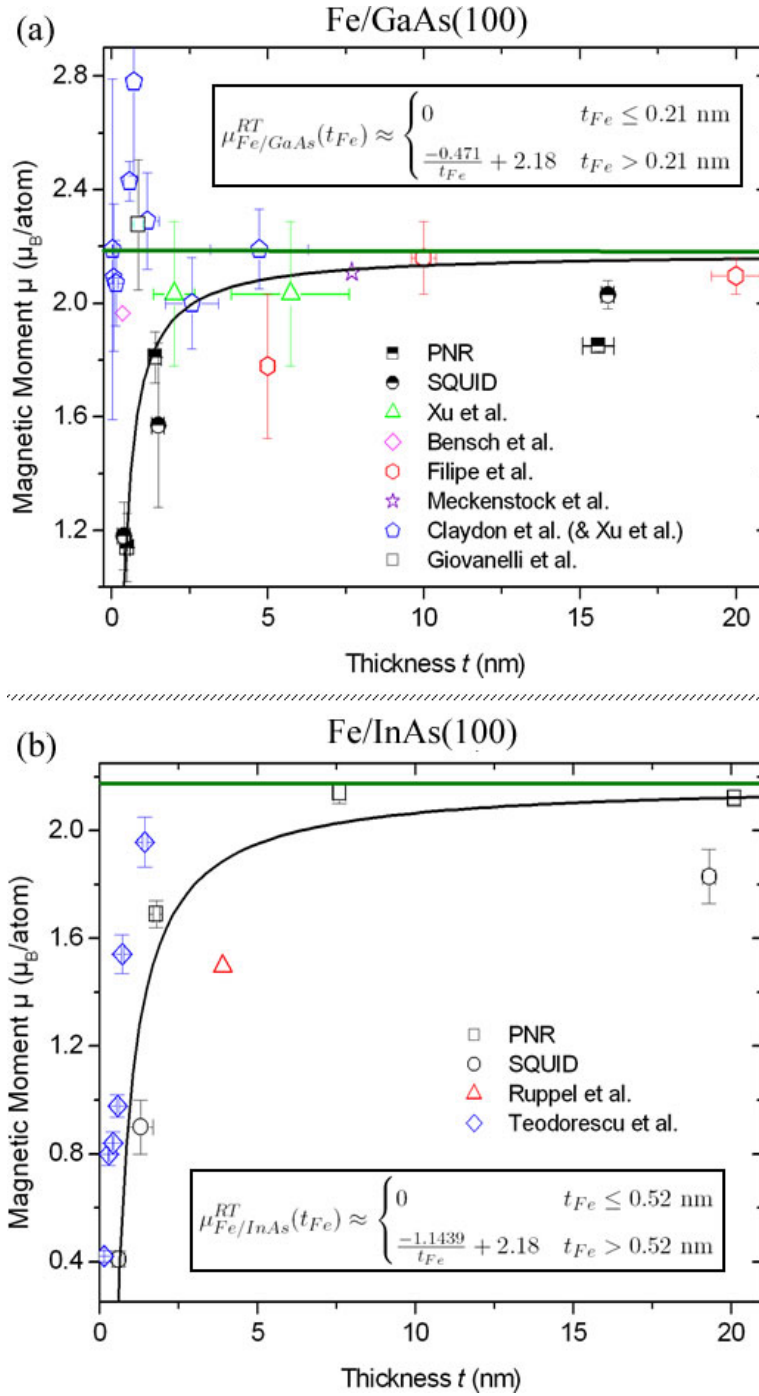 (a) Fe/GaAs(100)
2.8
2.4
2.0
1.6
1.2
Magnetic Moment μ (μ_B/atom)
μ^{RT}_{Fe/GaAs}(t_{Fe}) ≈ { 0 t_{Fe} ≤ 0.21 nm
-0.471/t_{Fe} + 2.18 t_{Fe} > 0.21 nm
PNR
SQUID
Xu et al.
Bensch et al.
Filipe et al.
Meckenstock et al.
Claydon et al. (& Xu et al.)
Giovanelli et al.
0 5 10 15 20
Thickness t (nm)
(b) Fe/InAs(100)
2.0
1.6
1.2
0.8
0.4
Magnetic Moment μ (μ_B/atom)
PNR
SQUID
Ruppel et al.
Teodorescu et al.
μ^{RT}_{Fe/InAs}(t_{Fe}) ≈ { 0 t_{Fe} ≤ 0.52 nm
-1.1439/t_{Fe} + 2.18 t_{Fe} > 0.52 nm
0 5 10 15 20
Thickness t (nm)